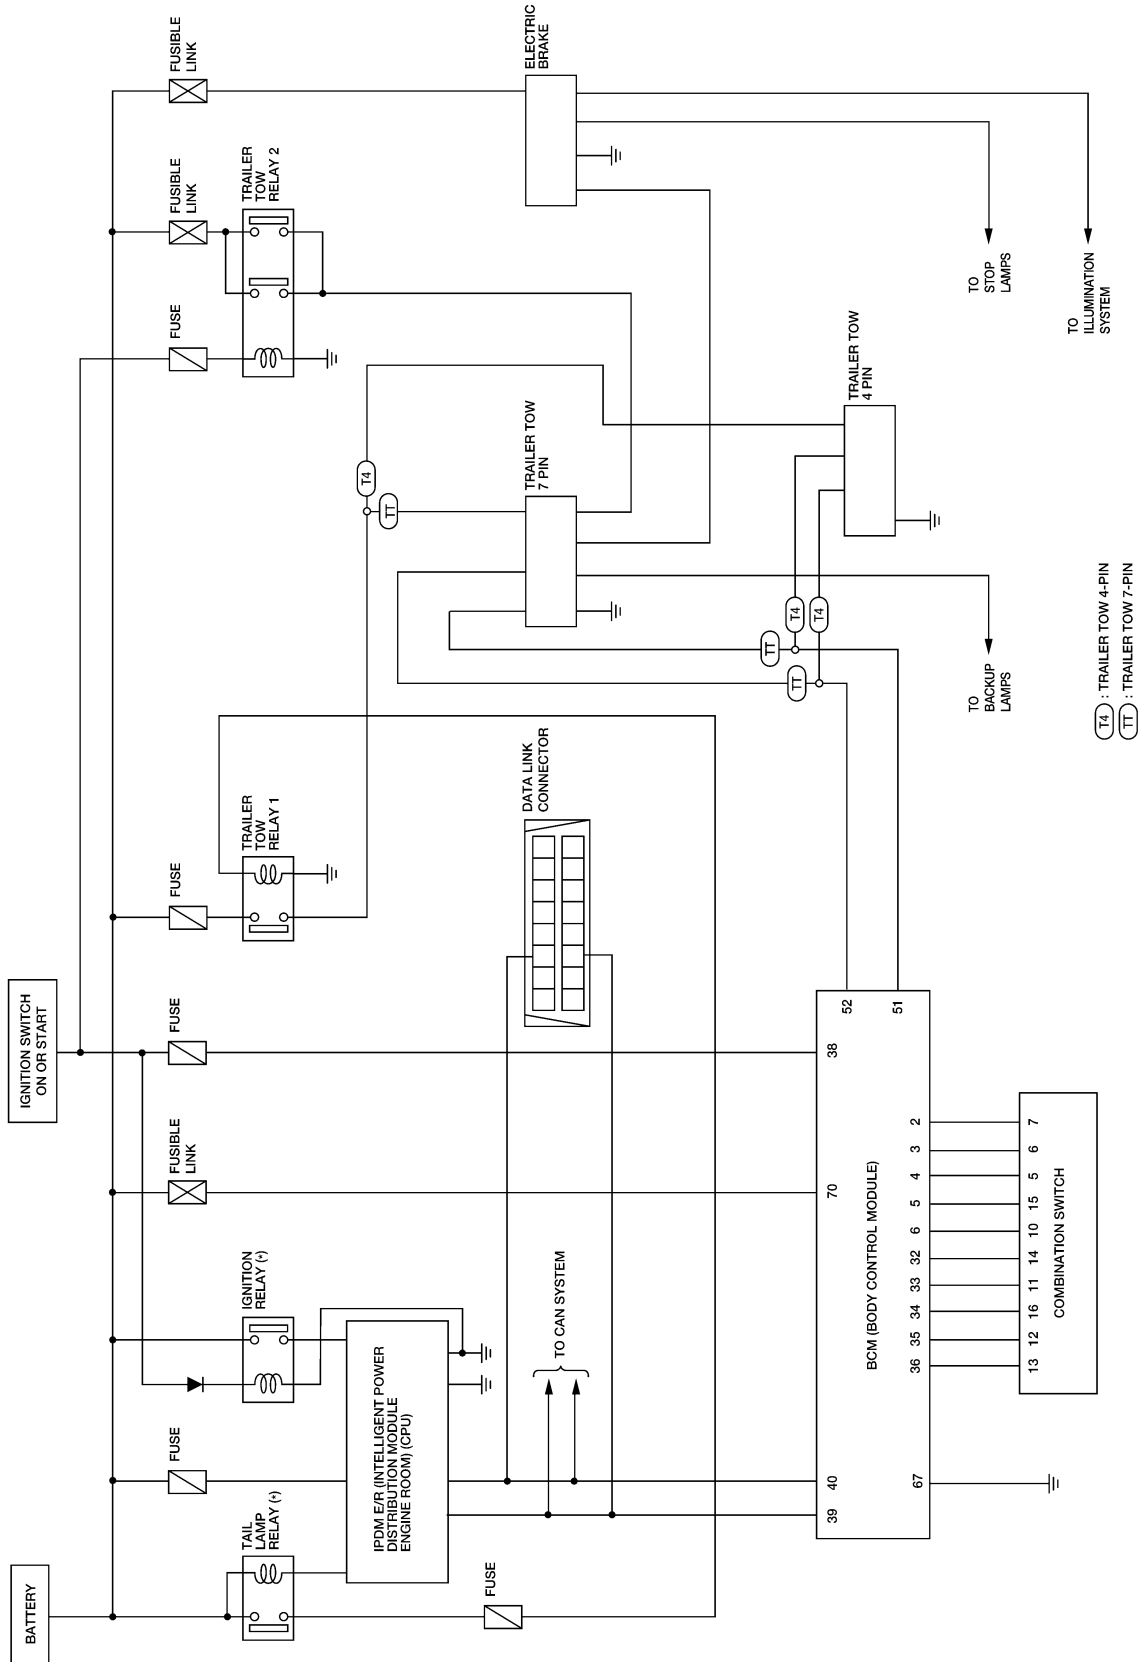 BATTERY
IGNITION SWITCH
ON OR START
TAIL
LAMP
RELAY (*)
FUSE
IGNITION
RELAY (*)
FUSIBLE
LINK
FUSE
FUSE
TRAILER
TOW
RELAY 1
FUSE
FUSIBLE
LINK
TRAILER
TOW
RELAY 2
FUSIBLE
LINK
IPDM E/R (INTELLIGENT POWER
DISTRIBUTION MODULE
ENGINE ROOM) (CPU)
FUSE
TO CAN SYSTEM
DATA LINK
CONNECTOR
T4
TT
TRAILER TOW
7 PIN
ELECTRIC
BRAKE
TT
TT
T4
T4
TRAILER TOW
4 PIN
39
40
70
38
52
51
BCM (BODY CONTROL MODULE)
67
36
35
34
33
32
6
5
4
3
2
13
12
16
11
14
10
15
5
6
7
COMBINATION SWITCH
TO
BACKUP
LAMPS
TO
STOP
LAMPS
TO
ILLUMINATION
SYSTEM
T4 : TRAILER TOW 4-PIN
TT : TRAILER TOW 7-PIN